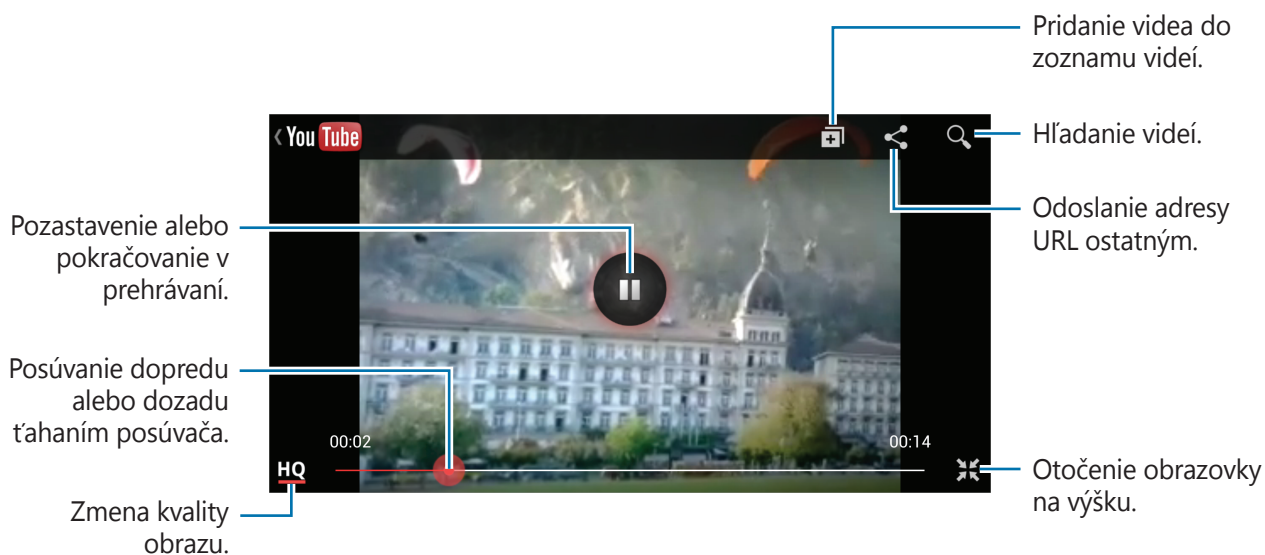 Pridanie videa do
zoznamu videí.
You Tube
Hľadanie videí.
Odoslanie adresy
URL ostatným.
Pozastavenie alebo
pokračovanie v
prehrávaní.
Posúvanie dopredu
alebo dozadu
ťahaním posúvača.
00:02
00:14
HQ
Otočenie obrazovky
na výšku.
Zmena kvality
obrazu.